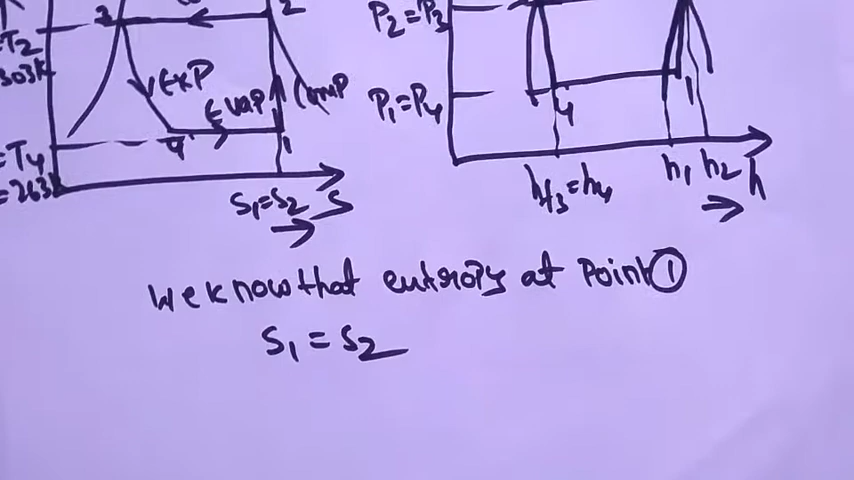 3
2
=T2
303K
EXP
Evap
Comp
4
1
=T4
=263K
S1=S2
S
P2=P3
P1=P4
4
1
hf3=h4
h1
h2
h
We know that entropy at Point ①
S1 = S2